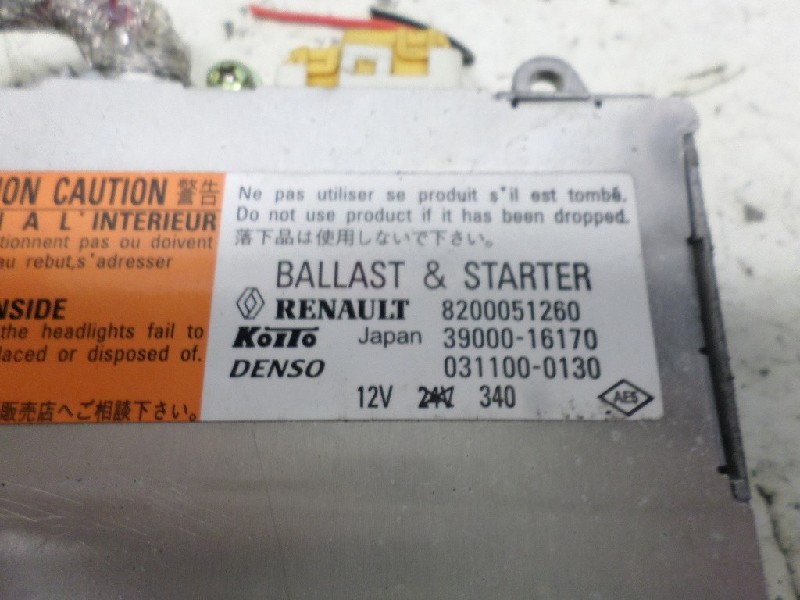 ION CAUTION 警告
A L'INTERIEUR
tionnent pas ou doivent
au rebut,s'adresser
NSIDE
the headlights fail to
laced or disposed of.
販売店へご相談下さい。
Ne pas utiliser se produit s'il est tombé.
Do not use product if it has been dropped.
落下品は使用しないで下さい。
BALLAST & STARTER
RENAULT 8200051260
KOITO Japan 39000-16170
DENSO 031100-0130
12V 340
AES